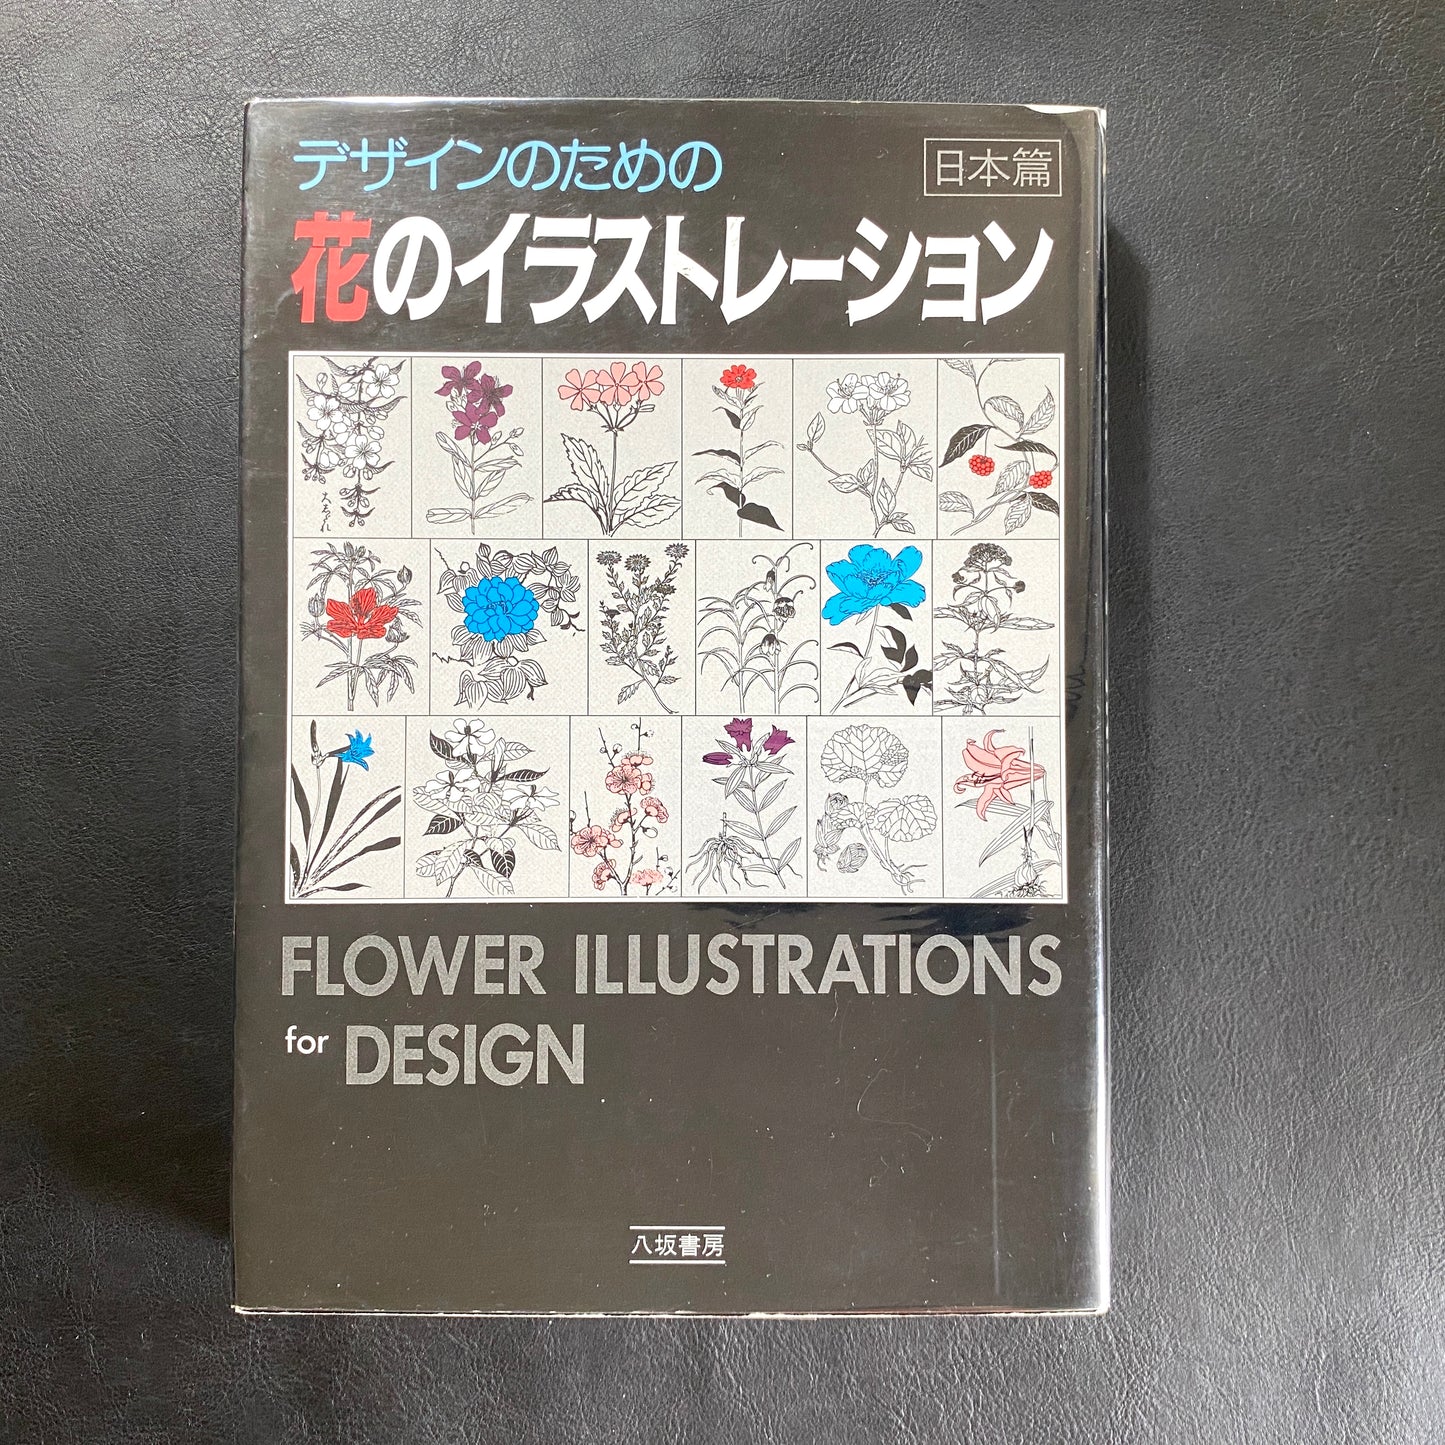 デザインのための
日本篇
花のイラストレーション
FLOWER ILLUSTRATIONS
for DESIGN
八坂書房